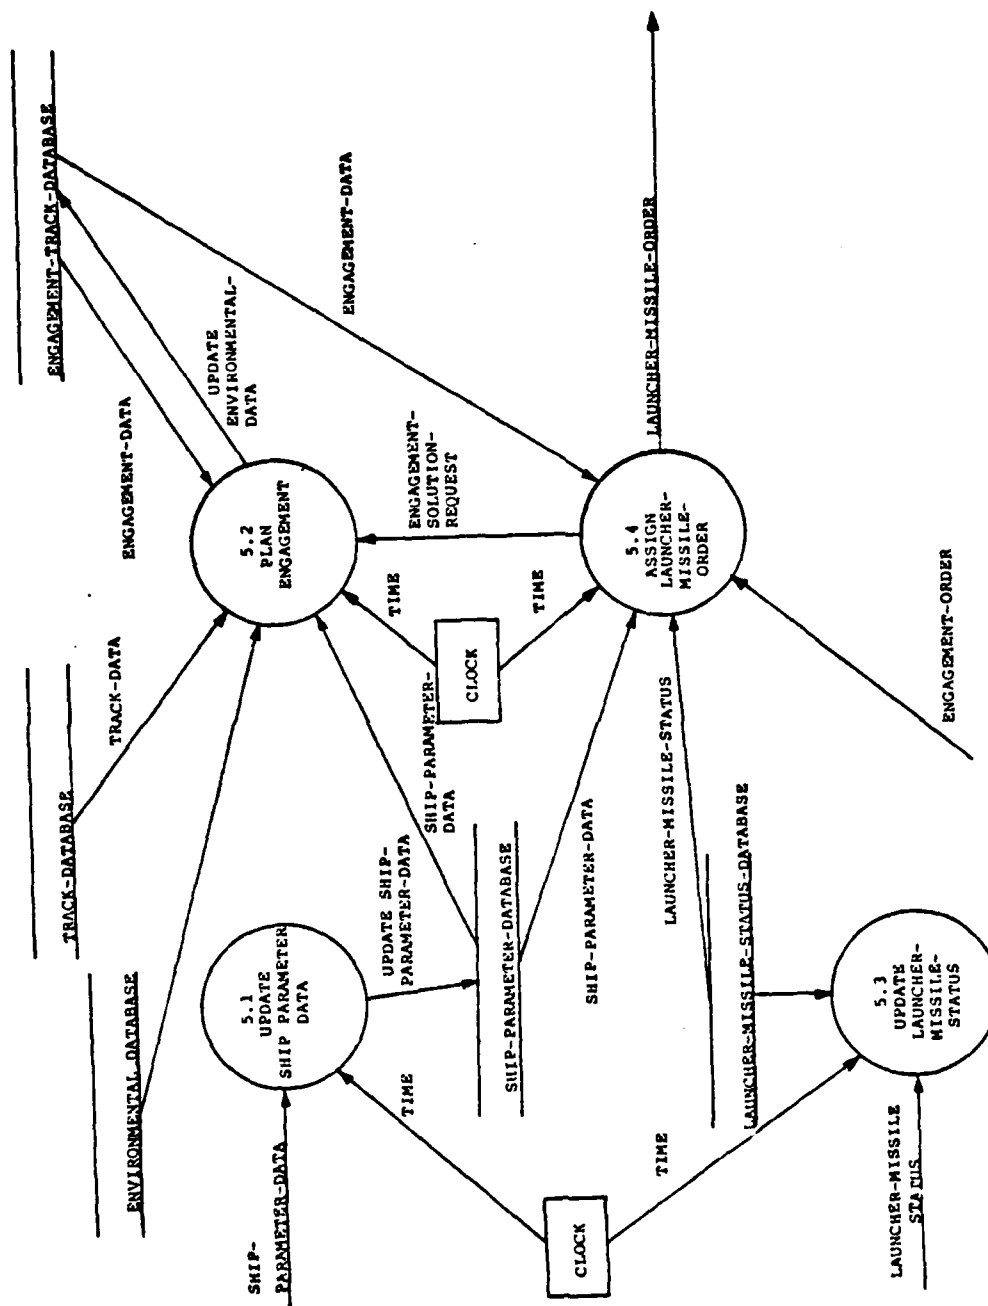 ENGAGEMENT-TRACK-DATABASE
ENGAGEMENT-DATA
UPDATE
ENVIRONMENTAL-
DATA
ENGAGEMENT-DATA
TRACK-DATABASE
TRACK-DATA
5.2
PLAN
ENGAGEMENT
ENGAGEMENT-
SOLUTION-
REQUEST
LAUNCHER-MISSILE-ORDER
ENVIRONMENTAL DATABASE
TIME
CLOCK
TIME
5.4
ASSIGN
LAUNCHER-
MISSILE-
ORDER
SHIP-PARAMETER-
DATA
5.1
UPDATE
SHIP PARAMETER
DATA
UPDATE SHIP-
PARAMETER-DATA
SHIP-PARAMETER-DATABASE
SHIP-PARAMETER-DATA
LAUNCHER-MISSILE-STATUS
ENGAGEMENT-ORDER
LAUNCHER-MISSILE-STATUS-DATABASE
SHIP-
PARAMETER-DATA
TIME
CLOCK
TIME
5.3
UPDATE
LAUNCHER-
MISSILE-
STATUS
LAUNCHER-MISSILE
STATUS